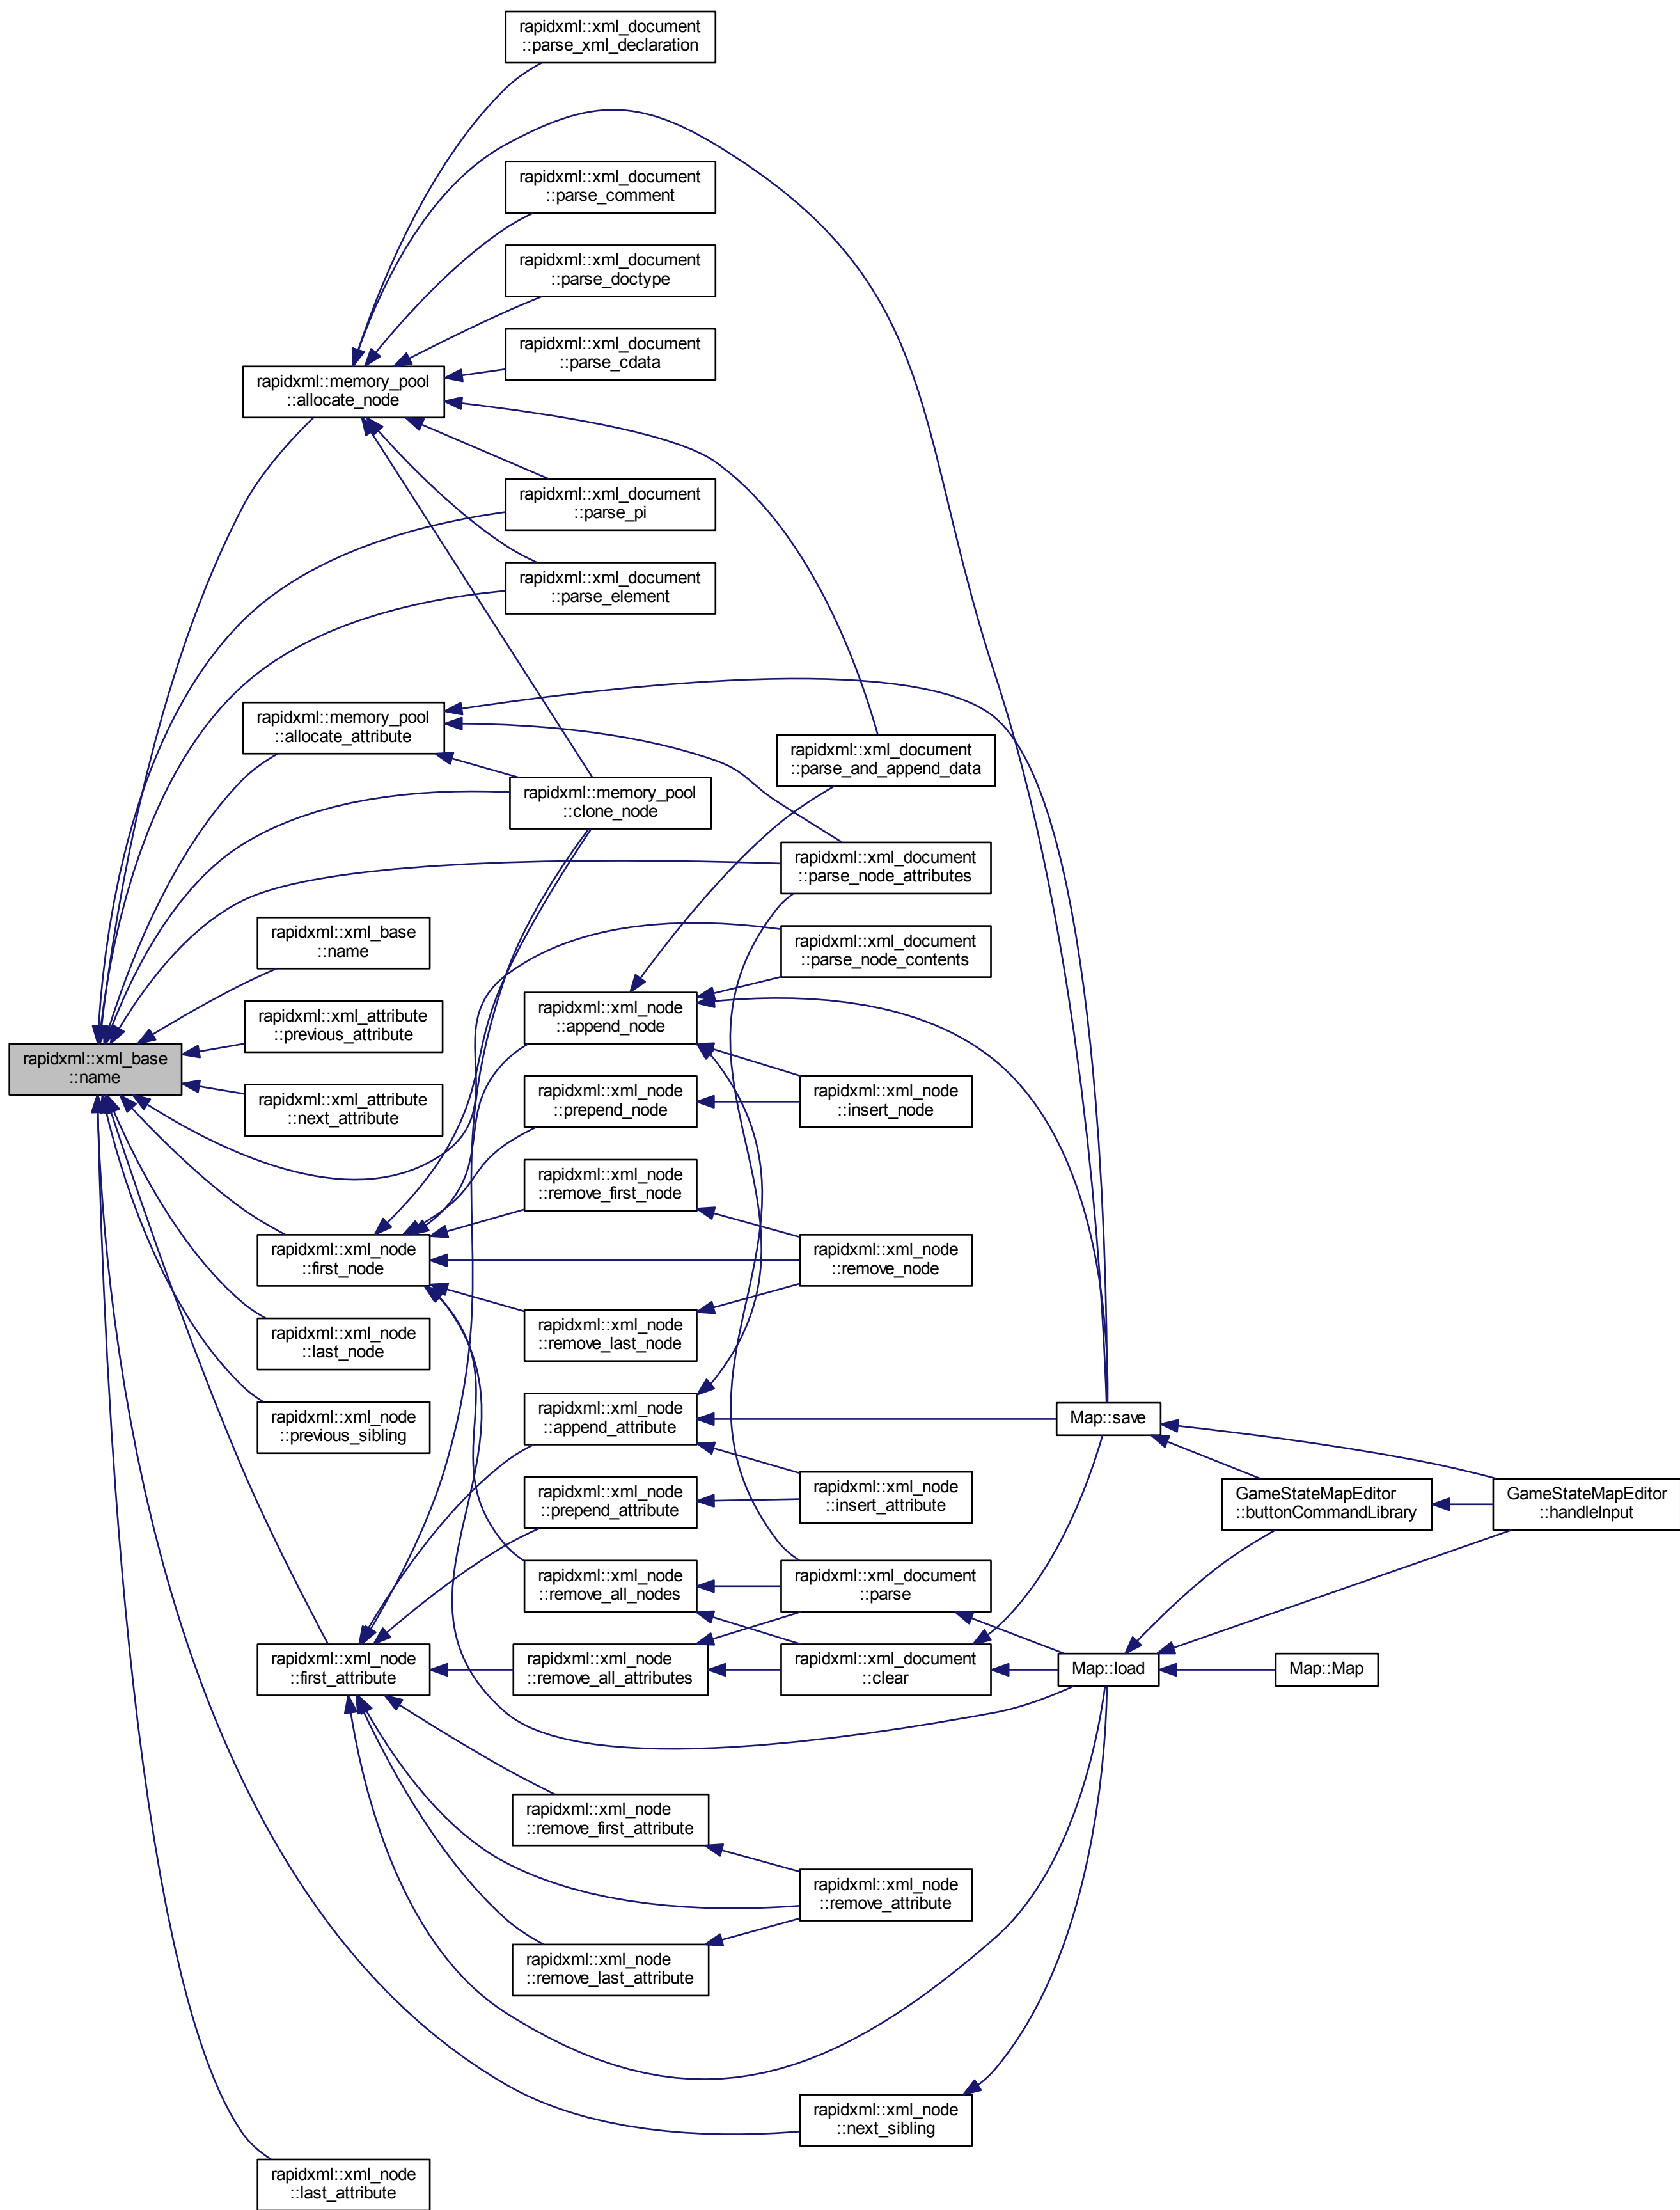 rapidxml::xml_document
::parse_xml_declaration
rapidxml::xml_document
::parse_comment
rapidxml::xml_document
::parse_doctype
rapidxml::xml_document
::parse_cdata
rapidxml::memory_pool
::allocate_node
rapidxml::xml_document
::parse_pi
rapidxml::xml_document
::parse_element
rapidxml::memory_pool
::allocate_attribute
rapidxml::xml_document
::parse_and_append_data
rapidxml::memory_pool
::clone_node
rapidxml::xml_document
::parse_node_attributes
rapidxml::xml_base
::name
rapidxml::xml_document
::parse_node_contents
rapidxml::xml_attribute
::previous_attribute
rapidxml::xml_node
::append_node
rapidxml::xml_base
::name
rapidxml::xml_attribute
::next_attribute
rapidxml::xml_node
::prepend_node
rapidxml::xml_node
::insert_node
rapidxml::xml_node
::remove_first_node
rapidxml::xml_node
::first_node
rapidxml::xml_node
::remove_node
rapidxml::xml_node
::last_node
rapidxml::xml_node
::remove_last_node
rapidxml::xml_node
::previous_sibling
rapidxml::xml_node
::append_attribute
Map::save
rapidxml::xml_node
::prepend_attribute
rapidxml::xml_node
::insert_attribute
GameStateMapEditor
::buttonCommandLibrary
GameStateMapEditor
::handleInput
rapidxml::xml_node
::remove_all_nodes
rapidxml::xml_document
::parse
rapidxml::xml_node
::first_attribute
rapidxml::xml_node
::remove_all_attributes
rapidxml::xml_document
::clear
Map::load
Map::Map
rapidxml::xml_node
::remove_first_attribute
rapidxml::xml_node
::remove_attribute
rapidxml::xml_node
::remove_last_attribute
rapidxml::xml_node
::next_sibling
rapidxml::xml_node
::last_attribute